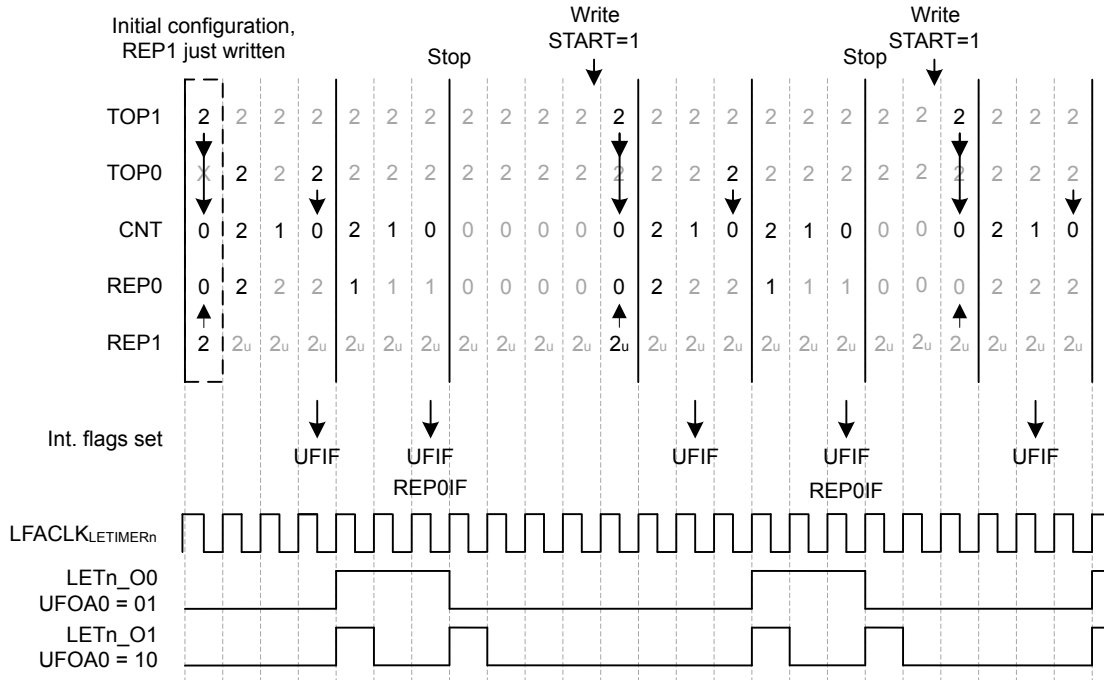 Initial configuration,
REP1 just written
Stop
Write
START=1
Stop
Write
START=1
TOP1 2 2 2 2 2 2 2 2 2 2 2 2 2 2 2 2 2 2 2 2 2 2 2 2
TOP0 X 2 2 2 2 2 2 2 2 2 2 2 2 2 2 2 2 2 2 2 2 2 2 2
CNT 0 2 1 0 2 1 0 0 0 0 0 0 2 1 0 2 1 0 0 0 0 2 1 0
REP0 0 2 2 2 1 1 1 0 0 0 0 0 2 2 2 1 1 1 0 0 0 2 2 2
REP1 2 2u 2u 2u 2u 2u 2u 2u 2u 2u 2u 2u 2u 2u 2u 2u 2u 2u 2u 2u 2u 2u 2u 2u
Int. flags set
UFIF UFIF UFIF UFIF UFIF
REP0IF REP0IF
LFACLKLETIMERn
LETn_O0
UFOA0 = 01
LETn_O1
UFOA0 = 10